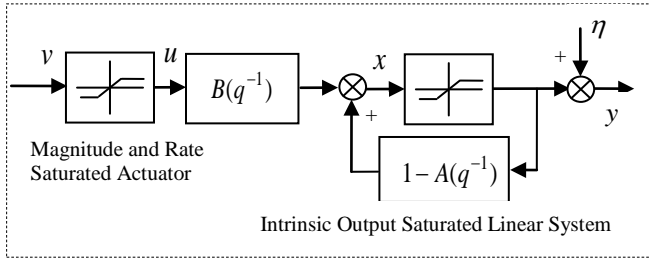 v
u
B(q⁻¹)
x
+
+
η
y
Magnitude and Rate
Saturated Actuator
1 − A(q⁻¹)
Intrinsic Output Saturated Linear System